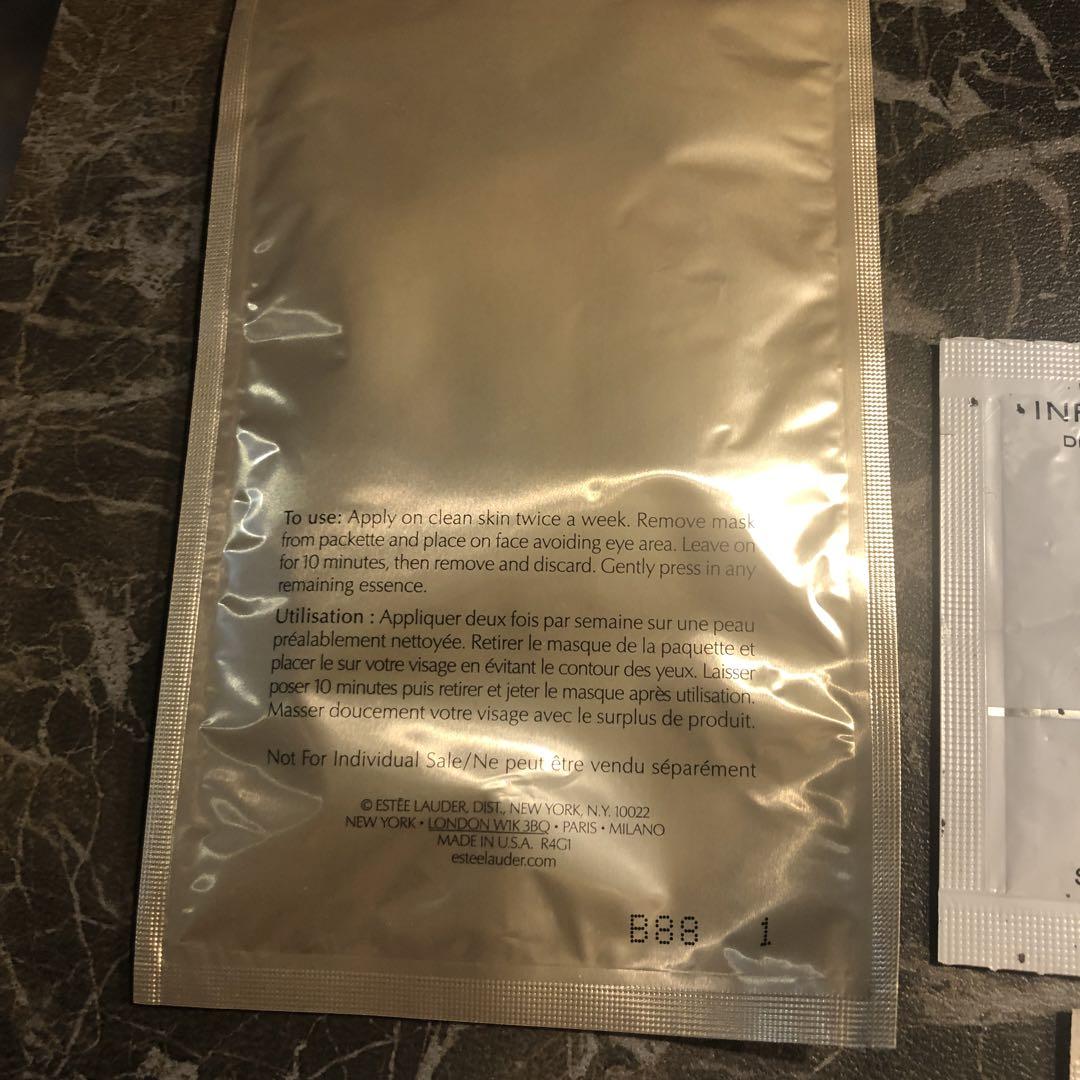 To use: Apply on clean skin twice a week. Remove mask
from packette and place on face avoiding eye area. Leave on
for 10 minutes, then remove and discard. Gently press in any
remaining essence.
Utilisation : Appliquer deux fois par semaine sur une peau
préalablement nettoyée. Retirer le masque de la paquette et
placer le sur votre visage en évitant le contour des yeux. Laisser
poser 10 minutes puis retirer et jeter le masque après utilisation.
Masser doucement votre visage avec le surplus de produit.
Not For Individual Sale/Ne peut être vendu séparément
© ESTĒE LAUDER, DIST., NEW YORK, N.Y. 10022
NEW YORK • LONDON W1K 3BQ • PARIS • MILANO
MADE IN U.S.A. R4G1
esteelauder.com
B88 1